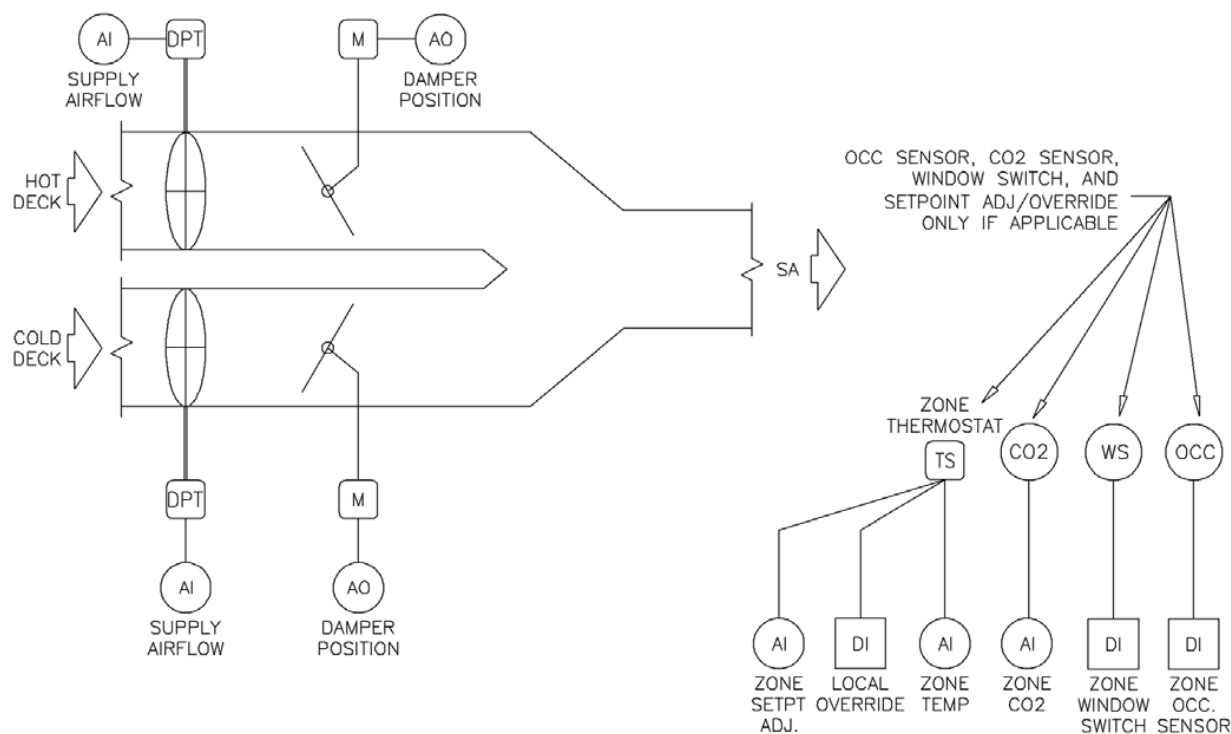 AI
DPT
M
AO
SUPPLY
AIRFLOW
DAMPER
POSITION
HOT
DECK
COLD
DECK
SA
OCC SENSOR, CO2 SENSOR,
WINDOW SWITCH, AND
SETPOINT ADJ/OVERRIDE
ONLY IF APPLICABLE
DPT
M
AI
AO
SUPPLY
AIRFLOW
DAMPER
POSITION
ZONE
THERMOSTAT
TS
CO2
WS
OCC
AI
DI
AI
AI
DI
DI
ZONE
SETPT
ADJ.
LOCAL
OVERRIDE
ZONE
TEMP
ZONE
CO2
ZONE
WINDOW
SWITCH
ZONE
OCC.
SENSOR